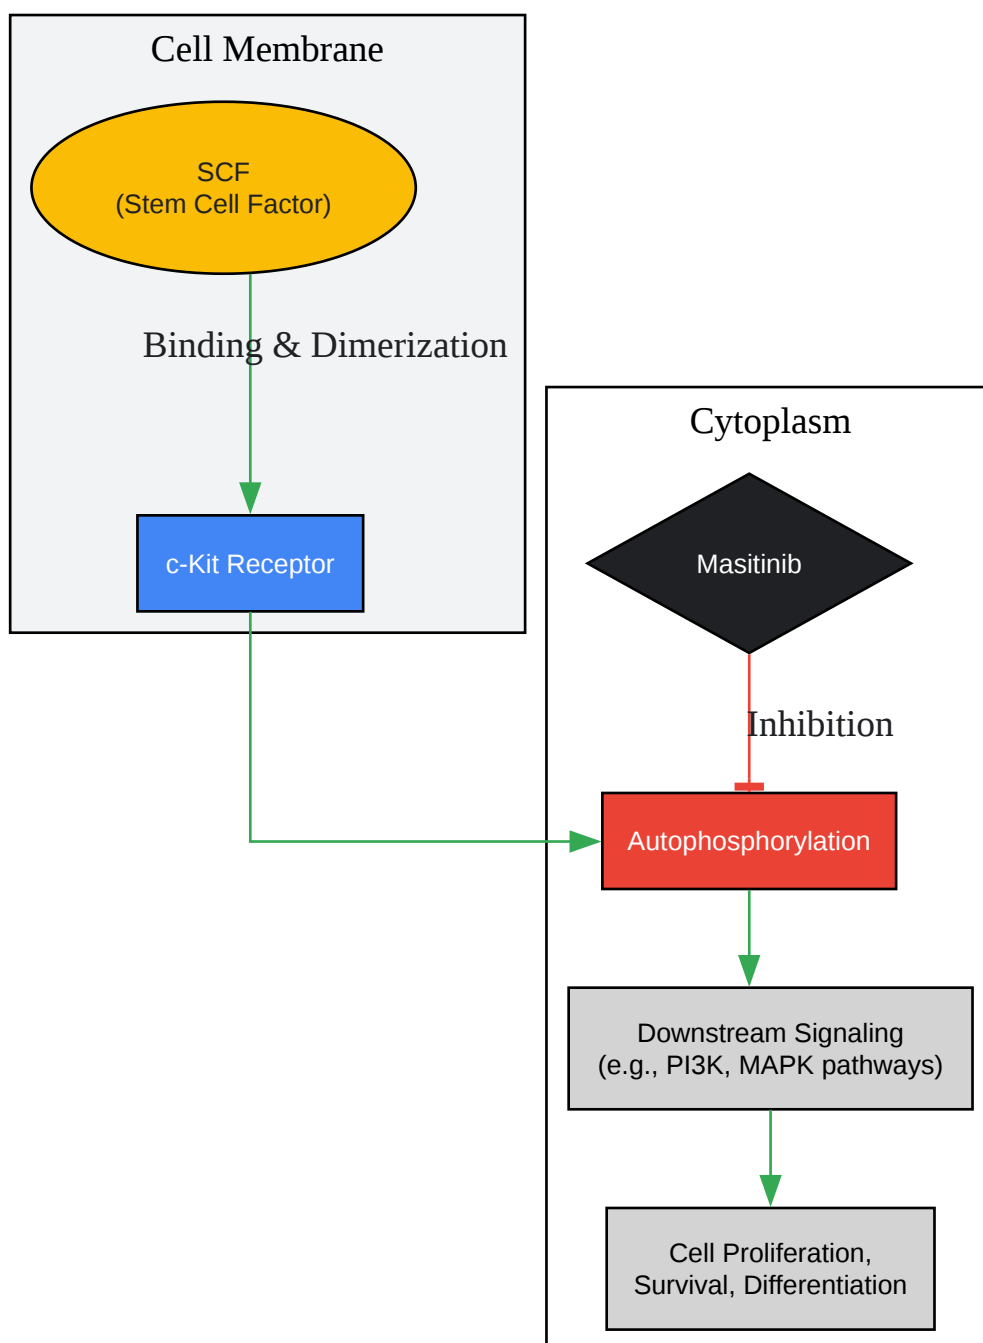 Cell Membrane
SCF
(Stem Cell Factor)
Binding & Dimerization
c-Kit Receptor
Cytoplasm
Masitinib
Inhibition
Autophosphorylation
Downstream Signaling
(e.g., PI3K, MAPK pathways)
Cell Proliferation,
Survival, Differentiation